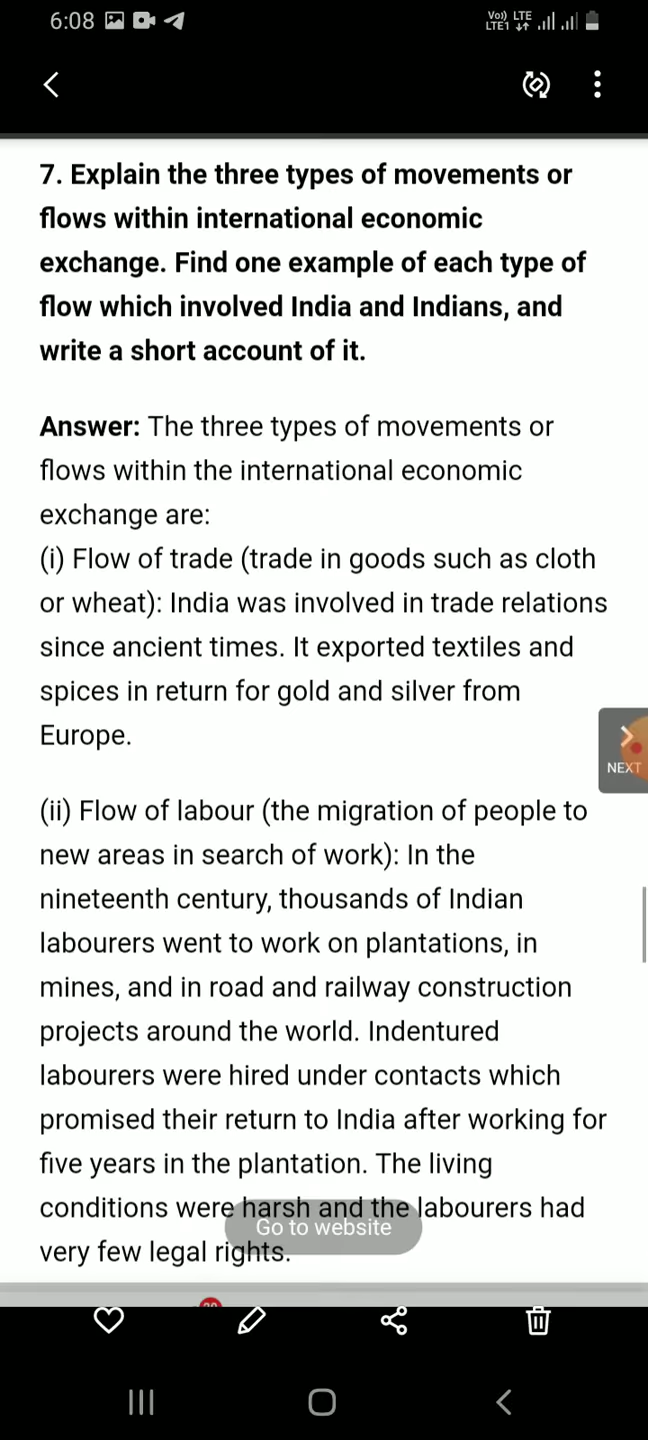 6:08
Vo)) LTE
LTE1
7. Explain the three types of movements or
flows within international economic
exchange. Find one example of each type of
flow which involved India and Indians, and
write a short account of it.
Answer: The three types of movements or
flows within the international economic
exchange are:
(i) Flow of trade (trade in goods such as cloth
or wheat): India was involved in trade relations
since ancient times. It exported textiles and
spices in return for gold and silver from
Europe.
NEXT
(ii) Flow of labour (the migration of people to
new areas in search of work): In the
nineteenth century, thousands of Indian
labourers went to work on plantations, in
mines, and in road and railway construction
projects around the world. Indentured
labourers were hired under contacts which
promised their return to India after working for
five years in the plantation. The living
conditions were harsh and the labourers had
Go to website
very few legal rights.